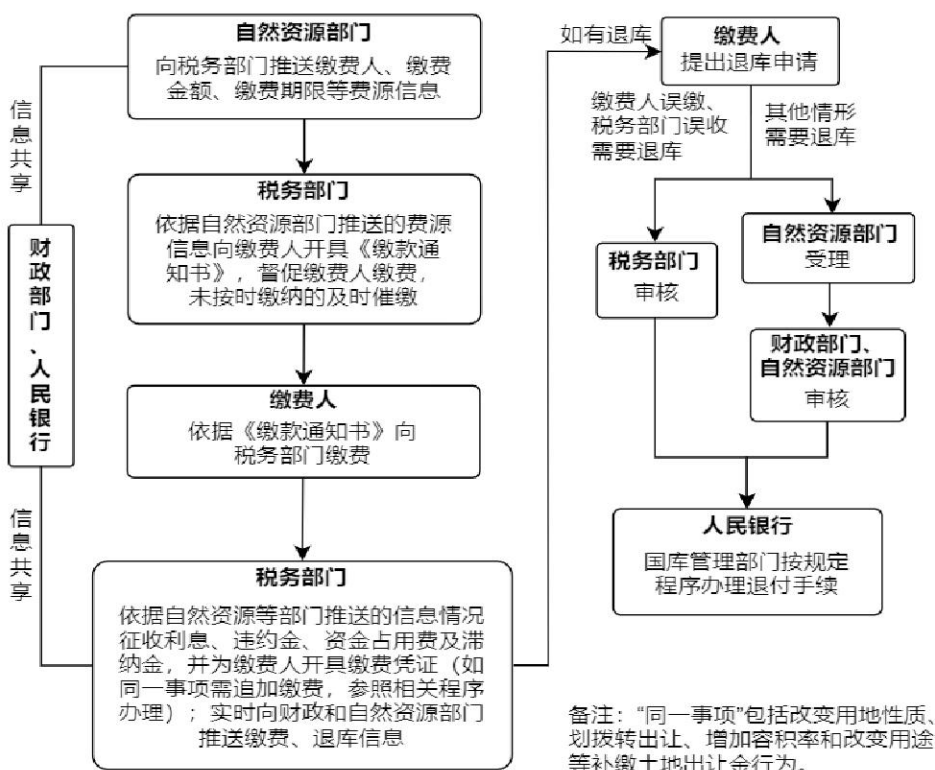 自然资源部门
向税务部门推送缴费人、缴费
金额、缴费期限等费源信息
信息共享
税务部门
依据自然资源部门推送的费源
信息向缴费人开具《缴款通
知书》，督促缴费人缴费，
未按时缴纳的及时催缴
财政部门、人民银行
缴费人
依据《缴款通知书》向
税务部门缴费
信息共享
税务部门
依据自然资源等部门推送的信息情况
征收利息、违约金、资金占用费及滞
纳金，并为缴费人开具缴费凭证（如
同一事项需追加缴费，参照相关程序
办理）；实时向财政和自然资源部门
推送缴费、退库信息
如有退库
缴费人
提出退库申请
缴费人误缴、
税务部门误收
需要退库
其他情形
需要退库
税务部门
审核
自然资源部门
受理
财政部门、
自然资源部门
审核
人民银行
国库管理部门按规定
程序办理退付手续
备注：“同一事项”包括改变用地性质、
划拨转出让、增加容积率和改变用途
等补缴土地出让金行为。